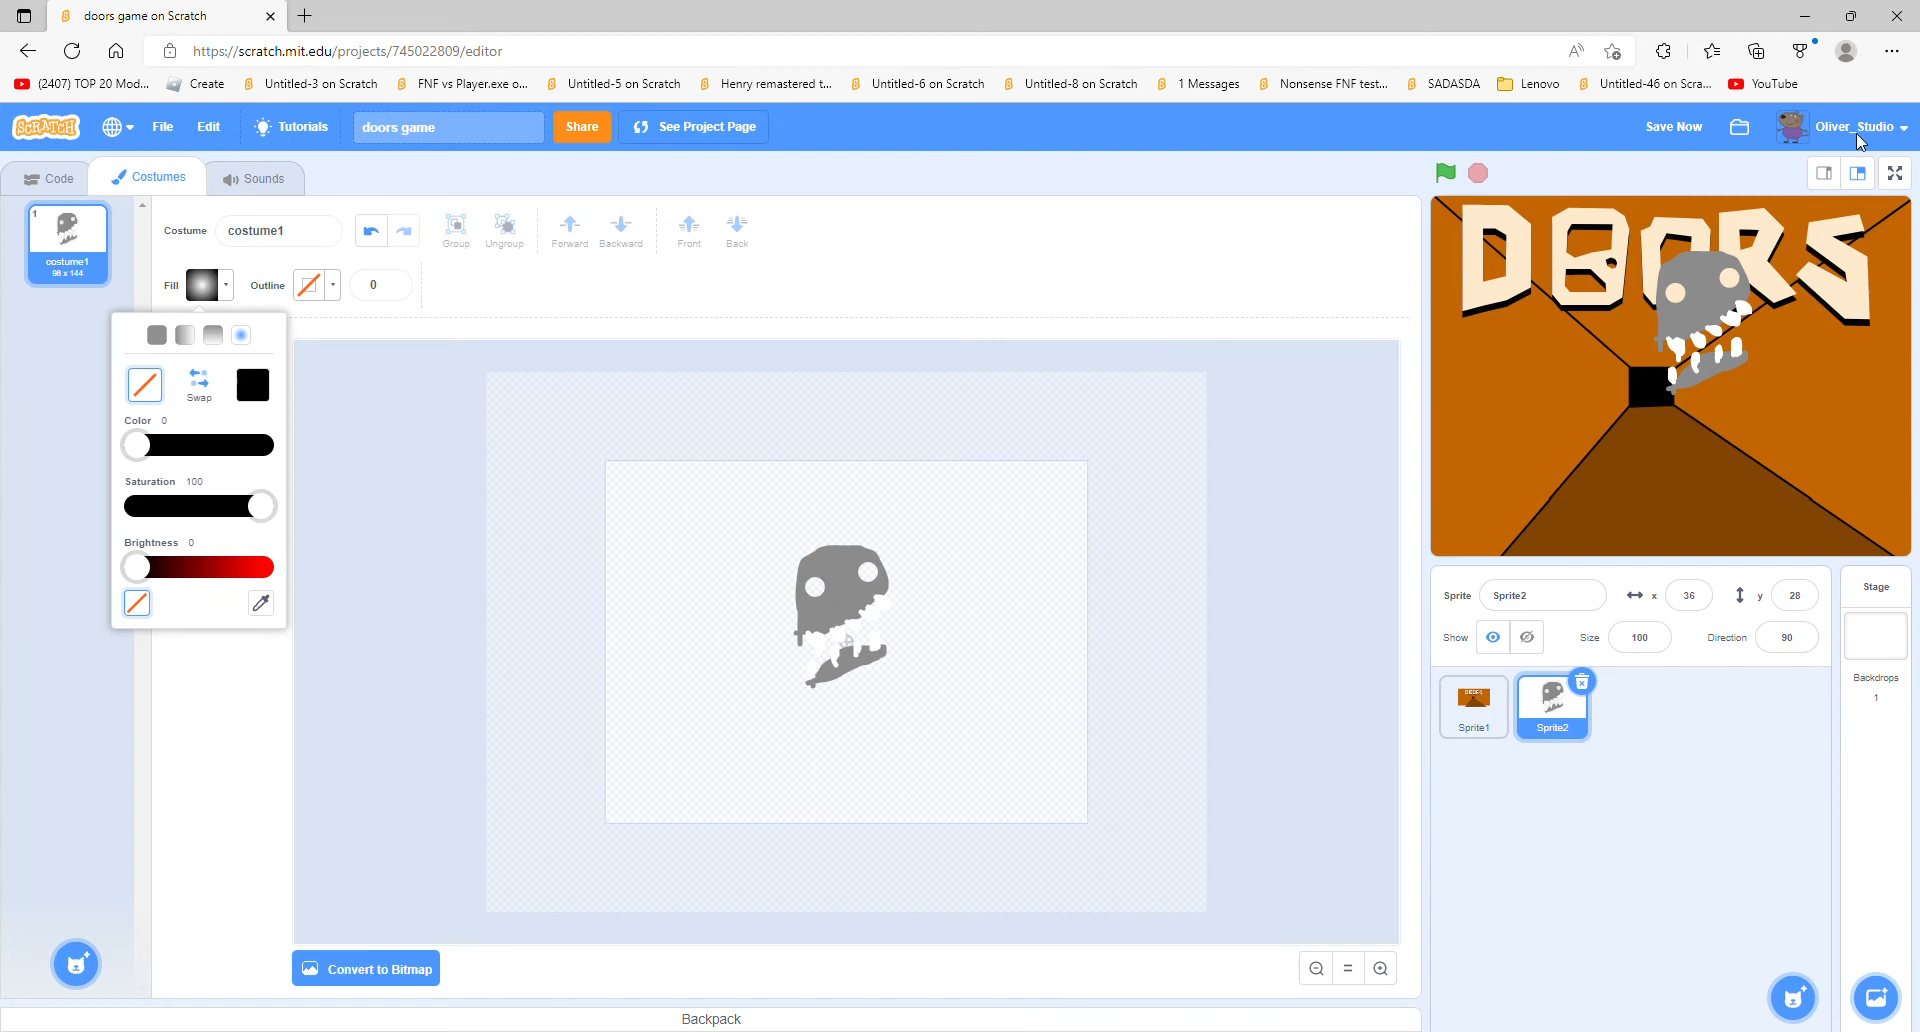 doors game on Scratch
https://scratch.mit.edu/projects/745022809/editor
(2407) TOP 20 Mod...
Create
Untitled-3 on Scratch
FNF vs Player.exe o...
Untitled-5 on Scratch
Henry remastered t...
Untitled-6 on Scratch
Untitled-8 on Scratch
1 Messages
Nonsense FNF test...
SADASDA
Lenovo
Untitled-46 on Scra...
YouTube
SCRATCH
File
Edit
Tutorials
doors game
Share
See Project Page
Save Now
Oliver_Studio
Code
Costumes
Sounds
1
costume1
98 x 144
Costume
costume1
Group
Ungroup
Forward
Backward
Front
Back
Fill
Outline
0
Swap
Color 0
Saturation 100
Brightness 0
Convert to Bitmap
Backpack
DOORS
Sprite
Sprite2
x
36
y
28
Show
Size
100
Direction
90
DOORS
Sprite1
Sprite2
Stage
Backdrops
1